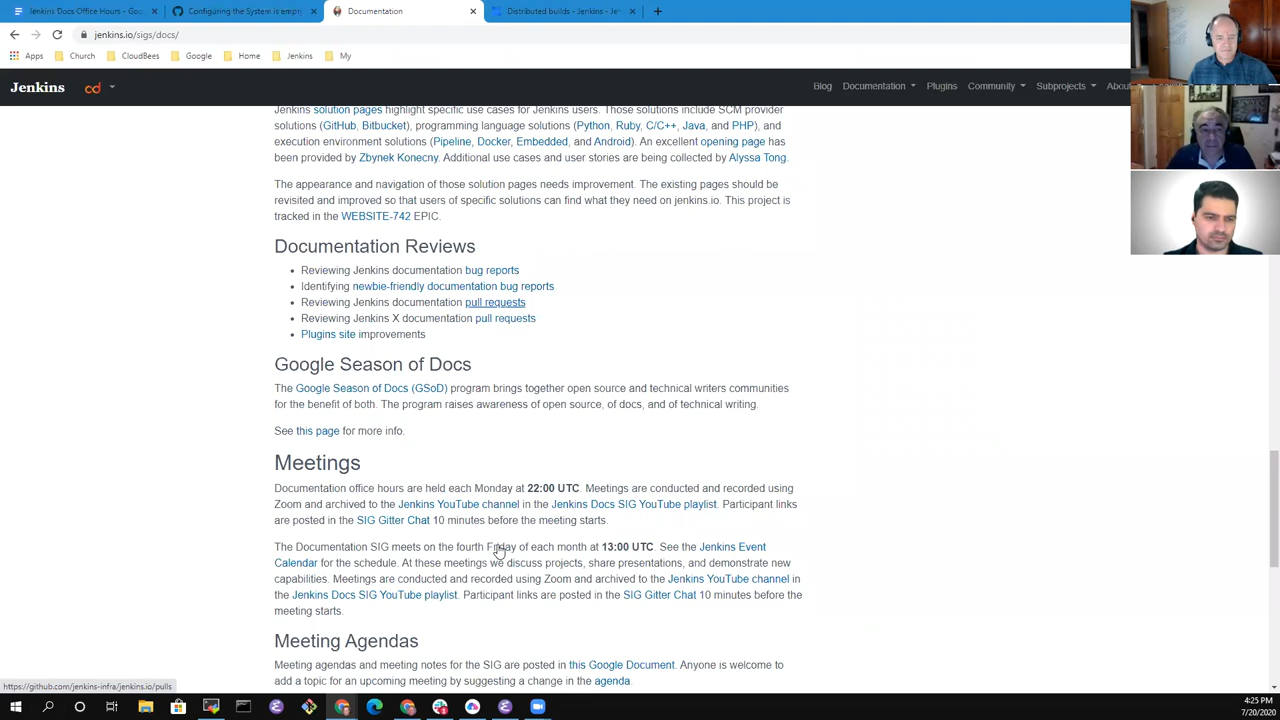 Jenkins Docs Office Hours - Goo
Configuring the System is empt
Documentation
Distributed builds - Jenkins - Jen
jenkins.io/sigs/docs/
Apps
Church
CloudBees
Google
Home
Jenkins
My
Jenkins
cd
Blog
Documentation
Plugins
Community
Subprojects
About
Jenkins solution pages highlight specific use cases for Jenkins users. Those solutions include SCM provider
solutions (GitHub, Bitbucket), programming language solutions (Python, Ruby, C/C++, Java, and PHP), and
execution environment solutions (Pipeline, Docker, Embedded, and Android). An excellent opening page has
been provided by Zbynek Konecny. Additional use cases and user stories are being collected by Alyssa Tong.
The appearance and navigation of those solution pages needs improvement. The existing pages should be
revisited and improved so that users of specific solutions can find what they need on jenkins.io. This project is
tracked in the WEBSITE-742 EPIC.
Documentation Reviews
• Reviewing Jenkins documentation bug reports
• Identifying newbie-friendly documentation bug reports
• Reviewing Jenkins documentation pull requests
• Reviewing Jenkins X documentation pull requests
• Plugins site improvements
Google Season of Docs
The Google Season of Docs (GSoD) program brings together open source and technical writers communities
for the benefit of both. The program raises awareness of open source, of docs, and of technical writing.
See this page for more info.
Meetings
Documentation office hours are held each Monday at 22:00 UTC. Meetings are conducted and recorded using
Zoom and archived to the Jenkins YouTube channel in the Jenkins Docs SIG YouTube playlist. Participant links
are posted in the SIG Gitter Chat 10 minutes before the meeting starts.
The Documentation SIG meets on the fourth Friday of each month at 13:00 UTC. See the Jenkins Event
Calendar for the schedule. At these meetings we discuss projects, share presentations, and demonstrate new
capabilities. Meetings are conducted and recorded using Zoom and archived to the Jenkins YouTube channel in
the Jenkins Docs SIG YouTube playlist. Participant links are posted in the SIG Gitter Chat 10 minutes before the
meeting starts.
Meeting Agendas
Meeting agendas and meeting notes for the SIG are posted in this Google Document. Anyone is welcome to
add a topic for an upcoming meeting by suggesting a change in the agenda.
https://github.com/jenkins-infra/jenkins.io/pulls
4:25 PM
7/20/2020